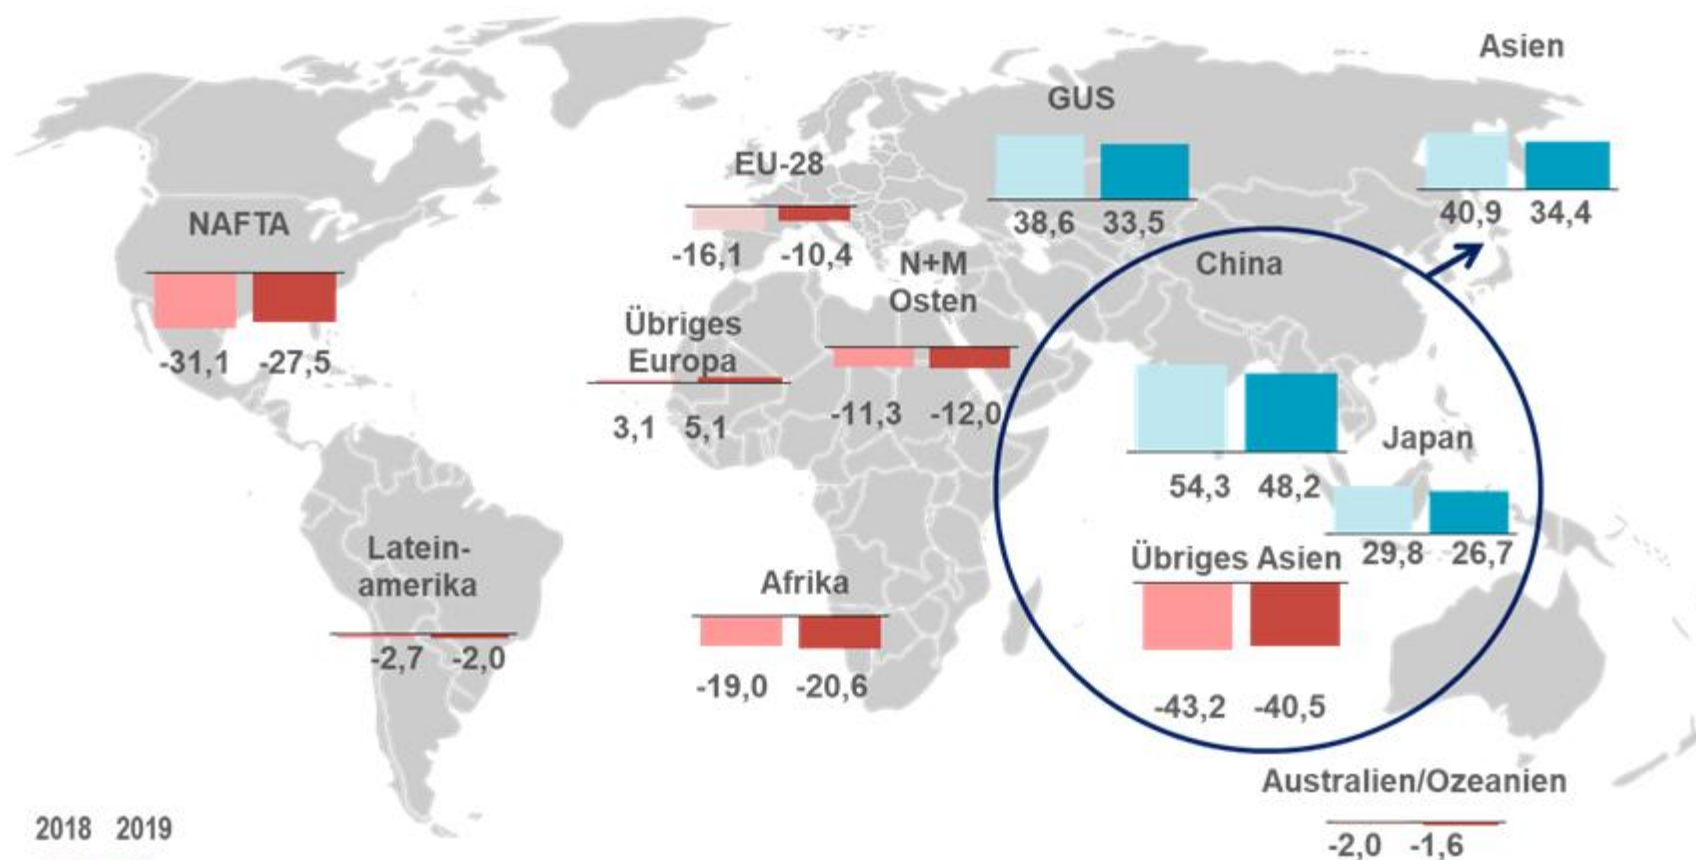 Asien
40,9 34,4
GUS
38,6 33,5
EU-28
-16,1 -10,4
NAFTA
-31,1 -27,5
N+M
Osten
-11,3 -12,0
Übriges
Europa
3,1 5,1
China
54,3 48,2
Japan
29,8 26,7
Übriges Asien
-43,2 -40,5
Latein-
amerika
-2,7 -2,0
Afrika
-19,0 -20,6
Australien/Ozeanien
-2,0 -1,6
2018 2019